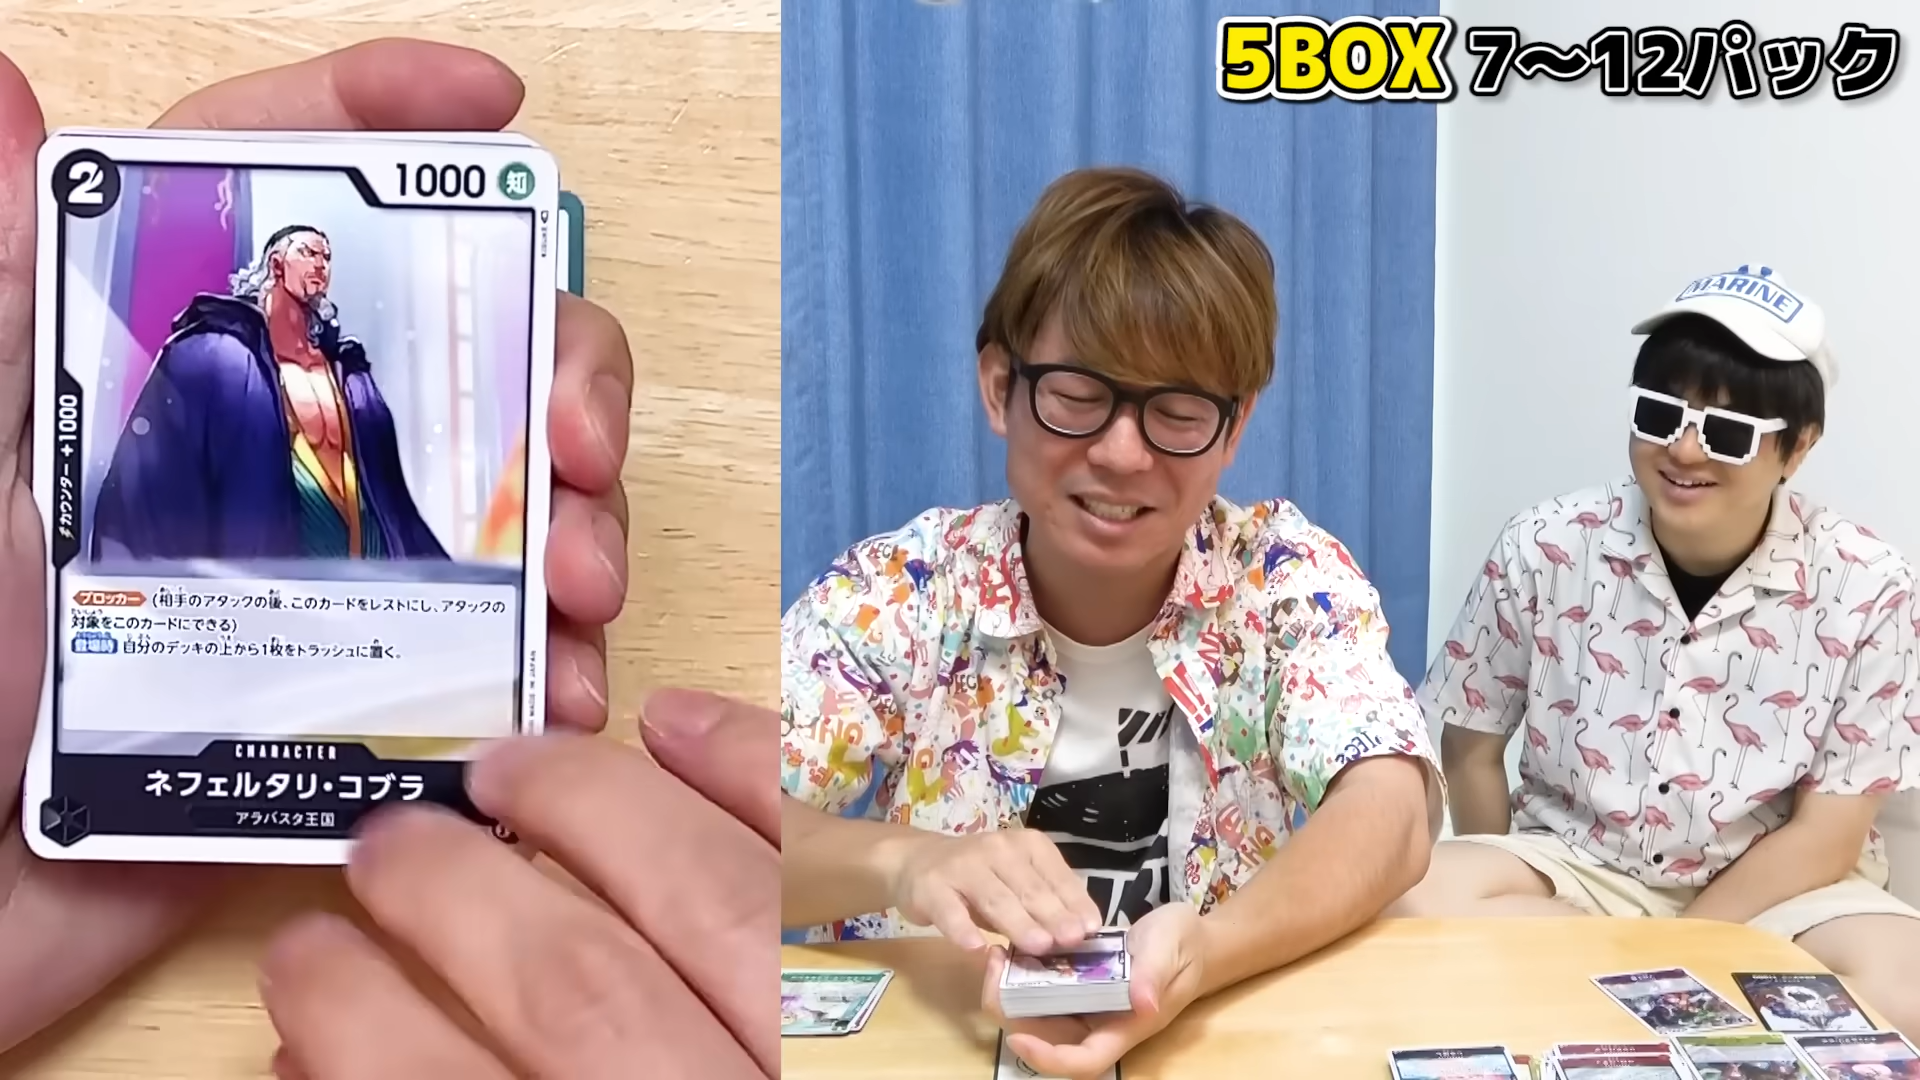 5BOX 7～12パック
2
1000 知
カウンター +1000
ブロッカー (相手のアタックの後、このカードをレストにし、アタックの
対象をこのカードにできる)
登場時 自分のデッキの上から1枚をトラッシュに置く。
MADE IN JAPAN
CHARACTER
ネフェルタリ・コブラ
アラバスタ王国
MARINE